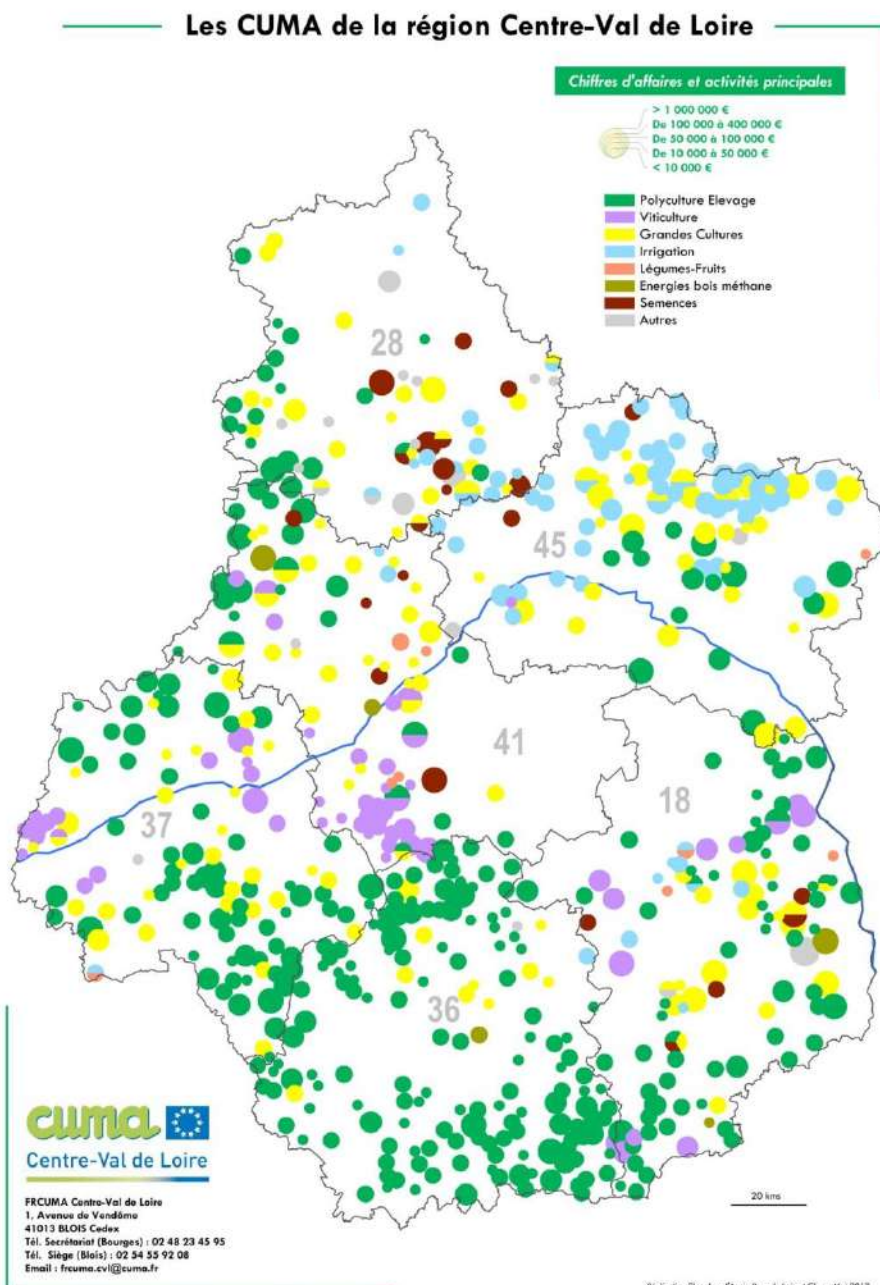 Les CUMA de la région Centre-Val de Loire
Chiffres d'affaires et activités principales
> 1 000 000 €
De 100 000 à 400 000 €
De 50 000 à 100 000 €
De 10 000 à 50 000 €
< 10 000 €
Polyculture Elevage
Viticulture
Grandes Cultures
Irrigation
Légumes-Fruits
Energies bois méthane
Semences
Autres
28
45
41
37
18
36
cuma
Centre-Val de Loire
20 kms
FRCUMA Centre-Val de Loire
1, Avenue de Vendôme
41013 BLOIS Cedex
Tél. Secrétariat (Bourges) : 02 48 23 45 95
Tél. Siège (Blois) : 02 54 55 92 08
Email : frcuma.cvl@cuma.fr